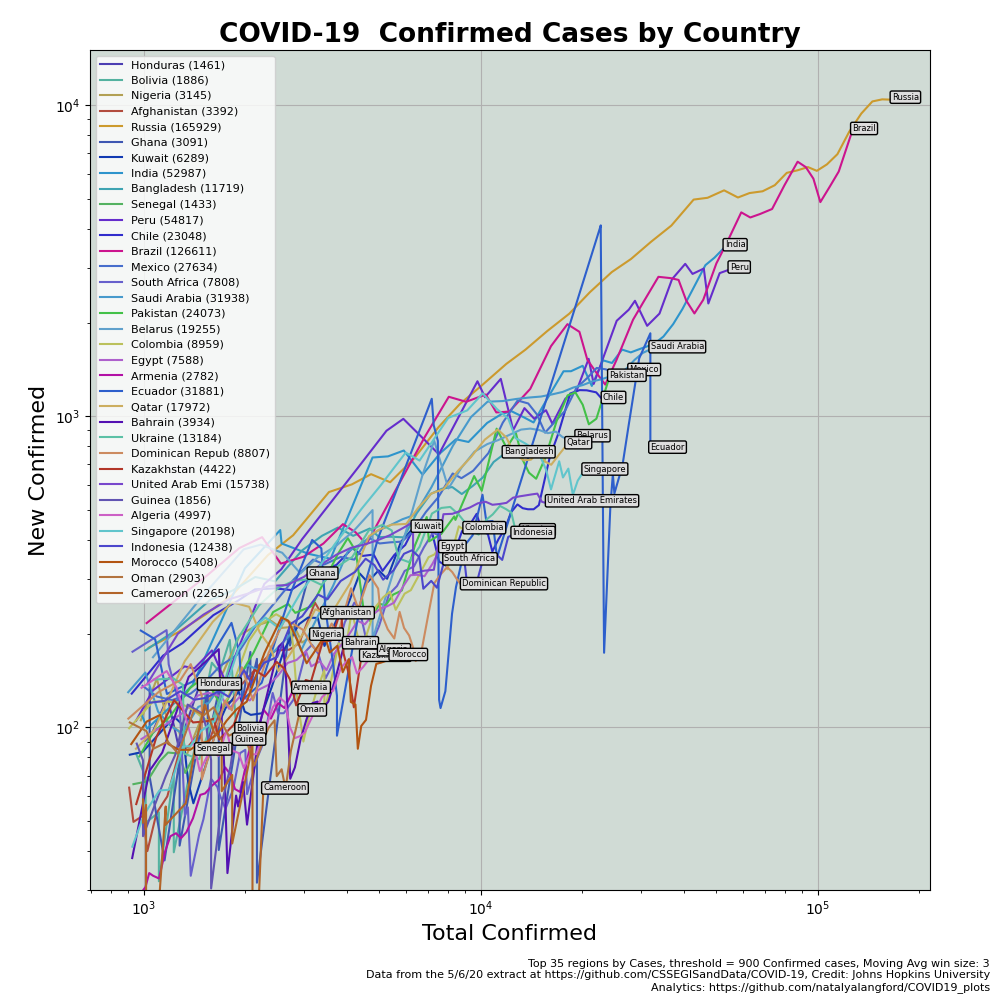 COVID-19  Confirmed Cases by Country
Honduras (1461)
Bolivia (1886)
Nigeria (3145)
Afghanistan (3392)
Russia (165929)
Ghana (3091)
Kuwait (6289)
India (52987)
Bangladesh (11719)
Senegal (1433)
Peru (54817)
Chile (23048)
Brazil (126611)
Mexico (27634)
South Africa (7808)
Saudi Arabia (31938)
Pakistan (24073)
Belarus (19255)
Colombia (8959)
Egypt (7588)
Armenia (2782)
Ecuador (31881)
Qatar (17972)
Bahrain (3934)
Ukraine (13184)
Dominican Repub (8807)
Kazakhstan (4422)
United Arab Emi (15738)
Guinea (1856)
Algeria (4997)
Singapore (20198)
Indonesia (12438)
Morocco (5408)
Oman (2903)
Cameroon (2265)
Russia
Brazil
India
Peru
Saudi Arabia
Pakistan
Chile
Belarus
Qatar
Ecuador
Bangladesh
Singapore
United Arab Emirates
Kuwait
Colombia
Indonesia
Egypt
South Africa
Ghana
Dominican Republic
Afghanistan
Nigeria
Bahrain
Morocco
Honduras
Armenia
Oman
Bolivia
Guinea
Senegal
Cameroon
10⁴
10³
10²
New Confirmed
10³
10⁴
10⁵
Total Confirmed
Top 35 regions by Cases, threshold = 900 Confirmed cases, Moving Avg win size: 3
Data from the 5/6/20 extract at https://github.com/CSSEGISandData/COVID-19, Credit: Johns Hopkins University
Analytics: https://github.com/natalyalangford/COVID19_plots